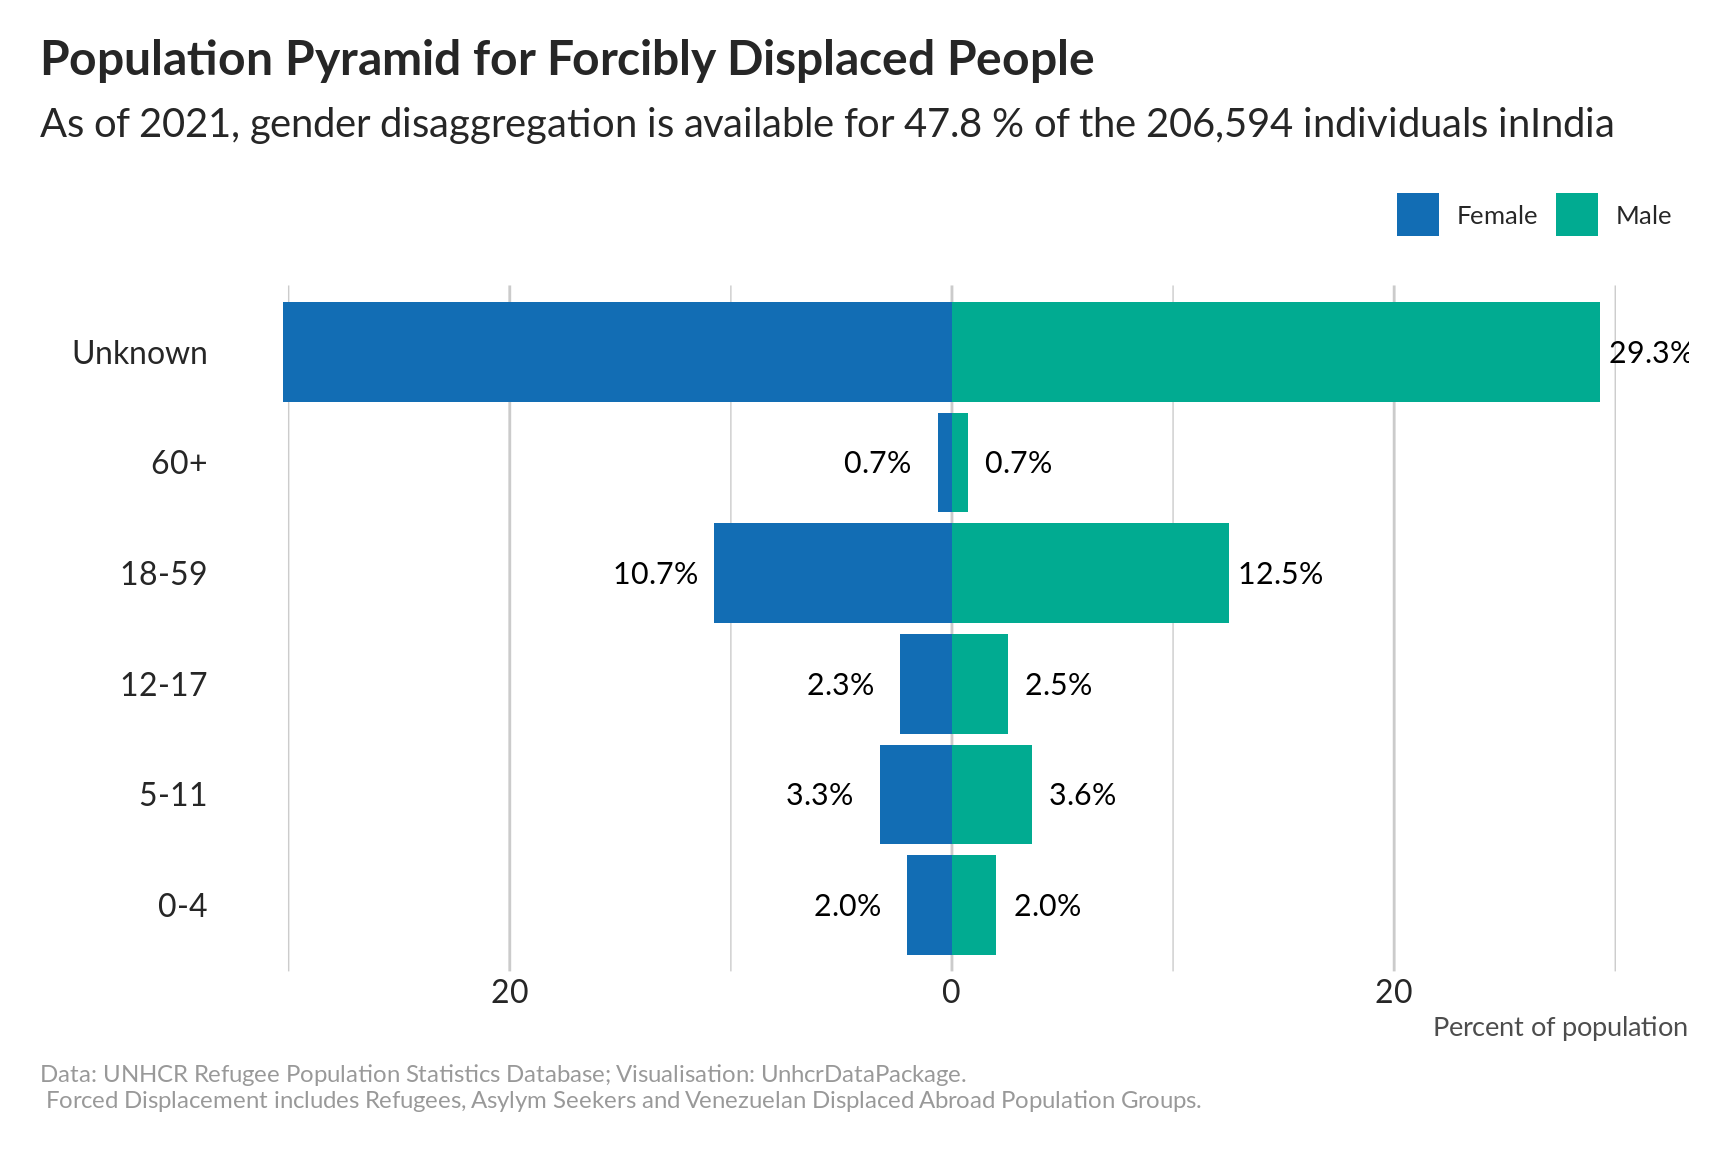 Population Pyramid for Forcibly Displaced People
As of 2021, gender disaggregation is available for 47.8 % of the 206,594 individuals inIndia
Female Male
Unknown 29.3%
60+ 0.7% 0.7%
18-59 10.7% 12.5%
12-17 2.3% 2.5%
5-11 3.3% 3.6%
0-4 2.0% 2.0%
20 0 20
Percent of population
Data: UNHCR Refugee Population Statistics Database; Visualisation: UnhcrDataPackage.
Forced Displacement includes Refugees, Asylym Seekers and Venezuelan Displaced Abroad Population Groups.